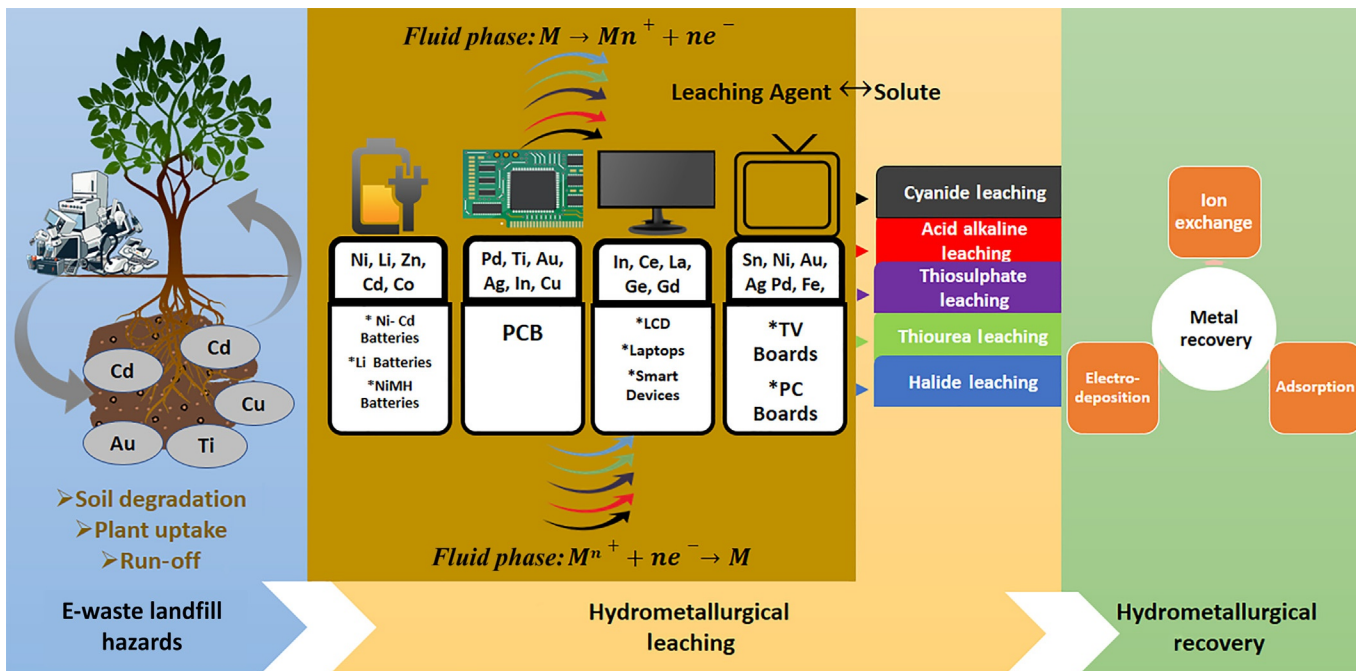 Cd
Cd
Cu
Au
Ti
➢Soil degradation
➢Plant uptake
➢Run-off
E-waste landfill
hazards
Fluid phase: M → Mn⁺ + ne⁻
Leaching Agent ↔ Solute
Ni, Li, Zn,
Cd, Co
* Ni- Cd
Batteries
*Li Batteries
*NiMH
Batteries
Pd, Ti, Au,
Ag, In, Cu
PCB
In, Ce, La,
Ge, Gd
*LCD
*Laptops
*Smart
Devices
Sn, Ni, Au,
Ag Pd, Fe,
*TV
Boards
*PC
Boards
Fluid phase: Mⁿ⁺ + ne⁻ → M
Cyanide leaching
Acid alkaline
leaching
Thiosulphate
leaching
Thiourea leaching
Halide leaching
Hydrometallurgical
leaching
Ion
exchange
Metal
recovery
Electro-
deposition
Adsorption
Hydrometallurgical
recovery